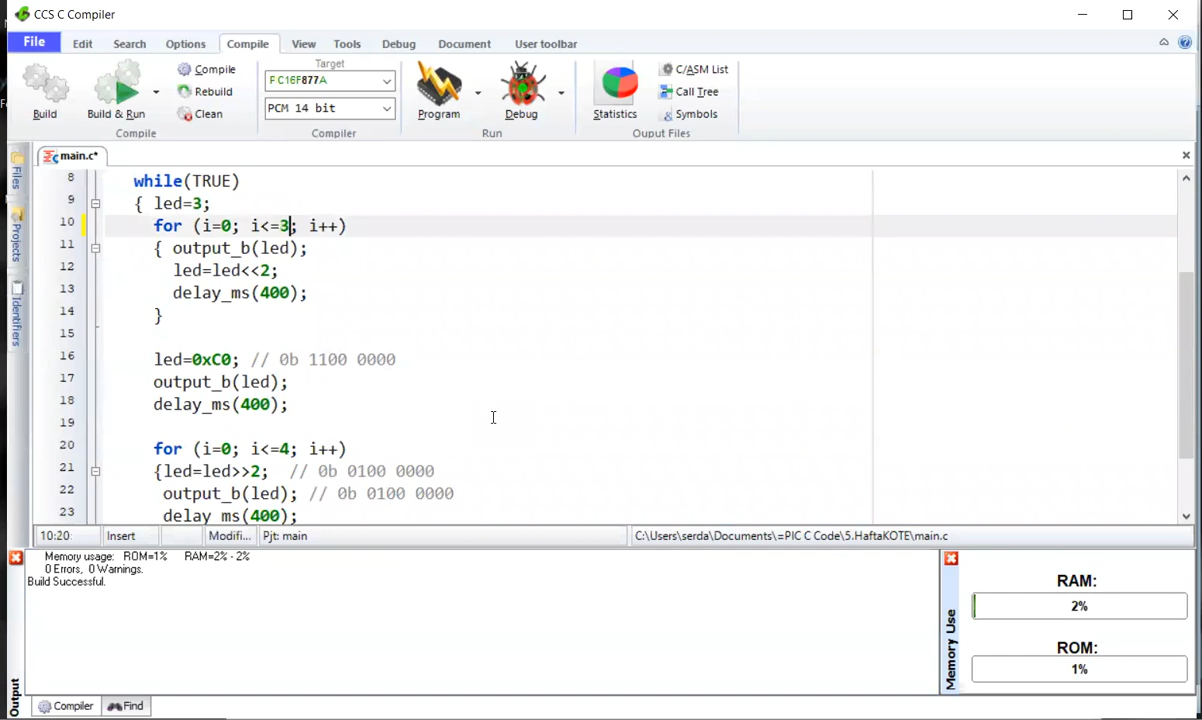 CCS C Compiler
File Edit Search Options Compile View Tools Debug Document User toolbar
Target
Compile
Rebuild
Clean
Build
Build & Run
PIC16F877A
PCM 14 bit
Program
Debug
Statistics
C/ASM List
Call Tree
Symbols
Compile
Compiler
Run
Ouput Files
main.c*
Files
Projects
Identifiers
8 while(TRUE)
9 { led=3;
10 for (i=0; i<=3; i++)
11 { output_b(led);
12 led=led<<2;
13 delay_ms(400);
14 }
15
16 led=0xC0; // 0b 1100 0000
17 output_b(led);
18 delay_ms(400);
19
20 for (i=0; i<=4; i++)
21 {led=led>>2; // 0b 0100 0000
22 output_b(led); // 0b 0100 0000
23 delay_ms(400);
10:20: Insert Modifi... Pjt: main C:\Users\serda\Documents\=PIC C Code\5.HaftaKOTE\main.c
Memory usage: ROM=1% RAM=2% - 2%
0 Errors, 0 Warnings.
Build Successful.
Output
Compiler
Find
Memory Use
RAM:
2%
ROM:
1%